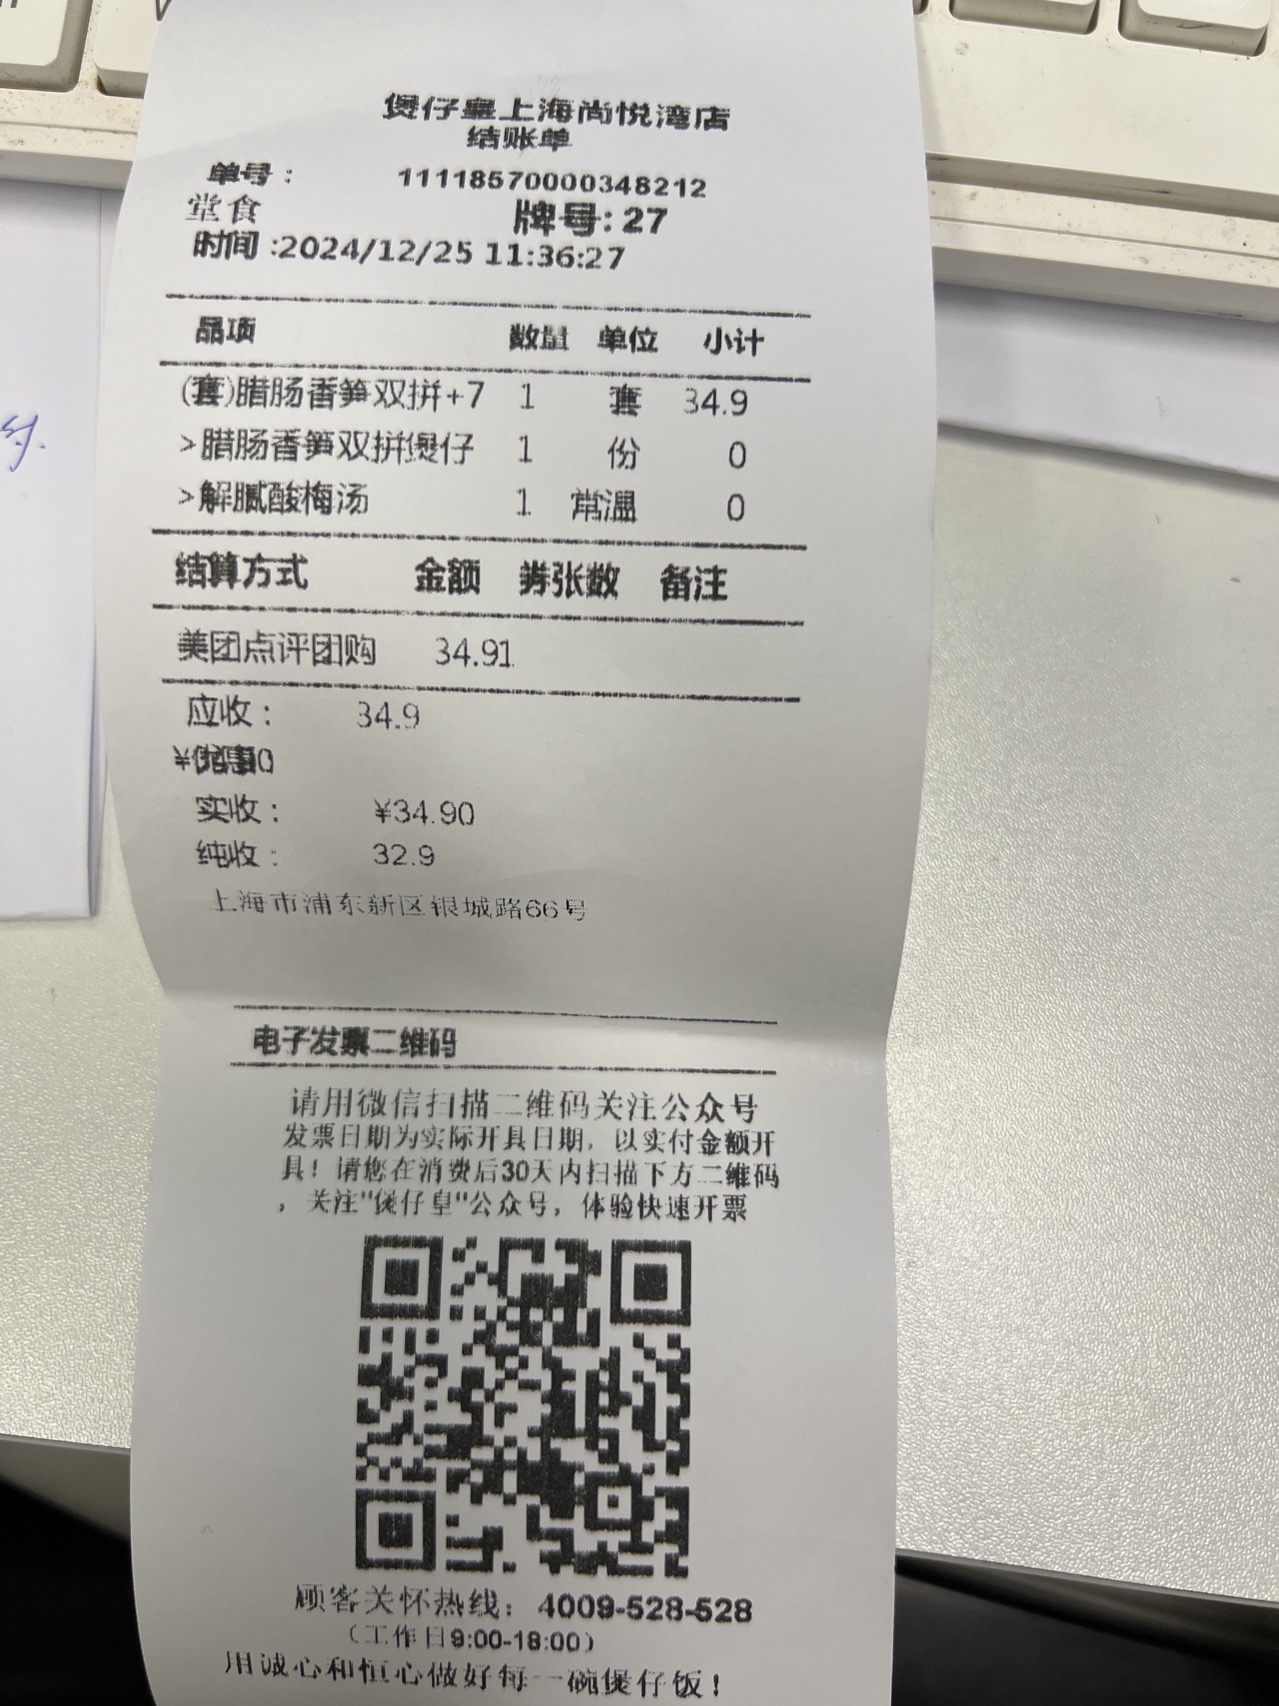 煲仔皇上海尚悦湾店
结账单
单号： 11118570000348212
堂食 牌号: 27
时间 :2024/12/25 11:36:27
品项 数量 单位 小计
(套)腊肠香笋双拼+7 1 套 34.9
>腊肠香笋双拼煲仔 1 份 0
>解腻酸梅汤 1 常温 0
结算方式 金额 券张数 备注
美团点评团购 34.91
应收： 34.9
实收： ¥34.90
纯收： 32.9
上海市浦东新区银城路66号
电子发票二维码
请用微信扫描二维码关注公众号
发票日期为实际开具日期，以实付金额开
具！请您在消费后30天内扫描下方二维码
，关注"煲仔皇"公众号，体验快速开票
顾客关怀热线：4009-528-528
（工作日9:00-18:00）
用诚心和恒心做好每一碗煲仔饭！